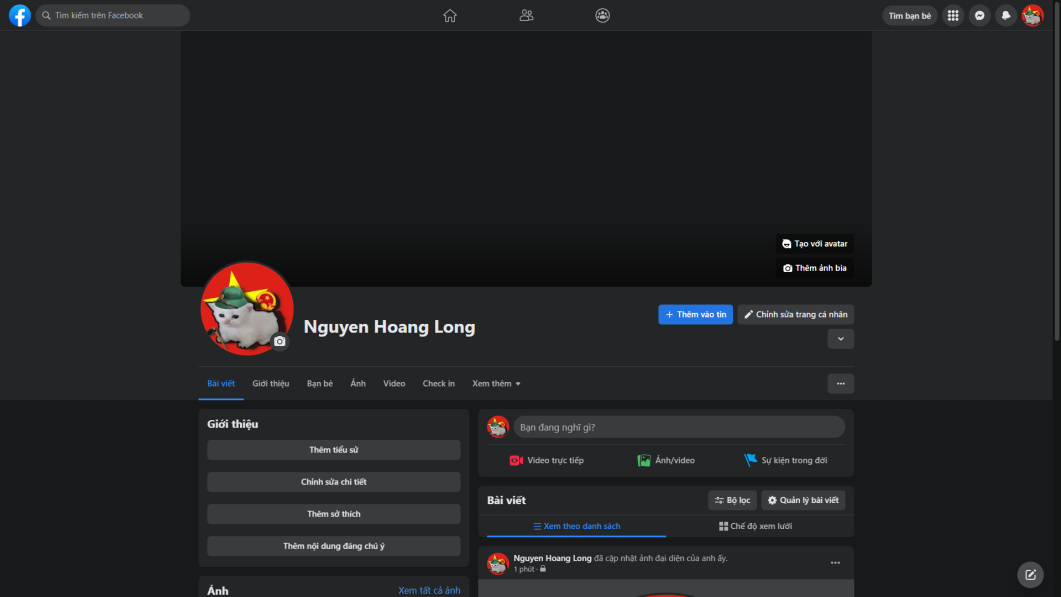 Tìm kiếm trên Facebook
Tìm bạn bè
Tạo với avatar
Thêm ảnh bìa
Nguyen Hoang Long
Thêm vào tin
Chỉnh sửa trang cá nhân
Bài viết
Giới thiệu
Bạn bè
Ảnh
Video
Check in
Xem thêm
Giới thiệu
Thêm tiểu sử
Chỉnh sửa chi tiết
Thêm sở thích
Thêm nội dung đáng chú ý
Ảnh
Xem tất cả ảnh
Bạn đang nghĩ gì?
Video trực tiếp
Ảnh/video
Sự kiện trong đời
Bài viết
Bộ lọc
Quản lý bài viết
Xem theo danh sách
Chế độ xem lưới
Nguyen Hoang Long đã cập nhật ảnh đại diện của anh ấy.
1 phút ·